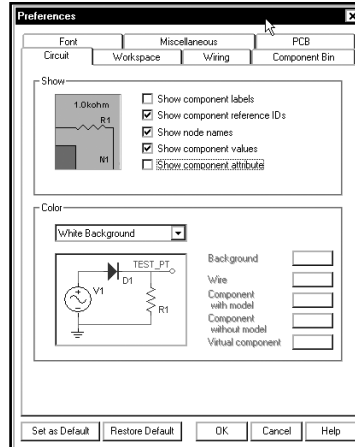 Preferences
Font
Miscellaneous
PCB
Circuit
Workspace
Wiring
Component Bin
Show
1.0kohm
R1
N1
Show component labels
Show component reference IDs
Show node names
Show component values
Show component attribute
Color
White Background
TEST_PT
D1
V1
R1
Background
Wire
Component
with model
Component
without model
Virtual component
Set as Default
Restore Default
OK
Cancel
Help